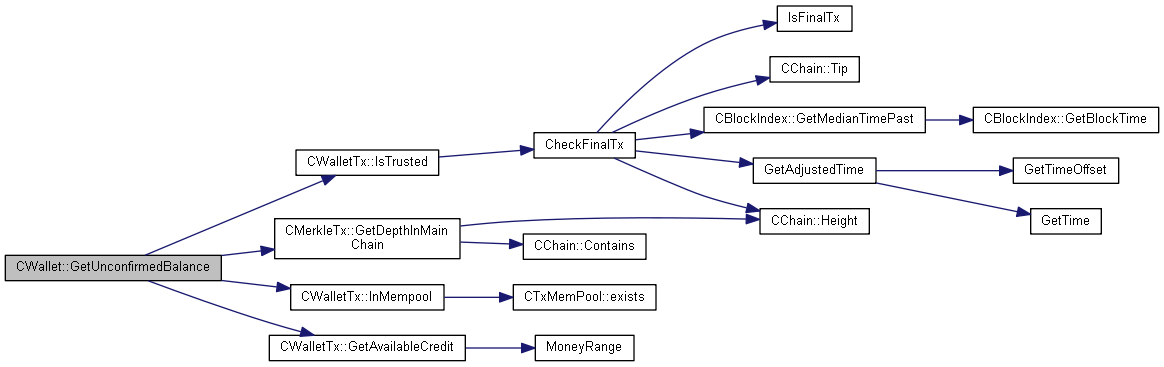 IsFinalTx
CChain::Tip
CBlockIndex::GetMedianTimePast
CBlockIndex::GetBlockTime
CheckFinalTx
CWalletTx::IsTrusted
GetAdjustedTime
GetTimeOffset
CChain::Height
GetTime
CMerkleTx::GetDepthInMain
Chain
CChain::Contains
CWallet::GetUnconfirmedBalance
CWalletTx::InMempool
CTxMemPool::exists
CWalletTx::GetAvailableCredit
MoneyRange